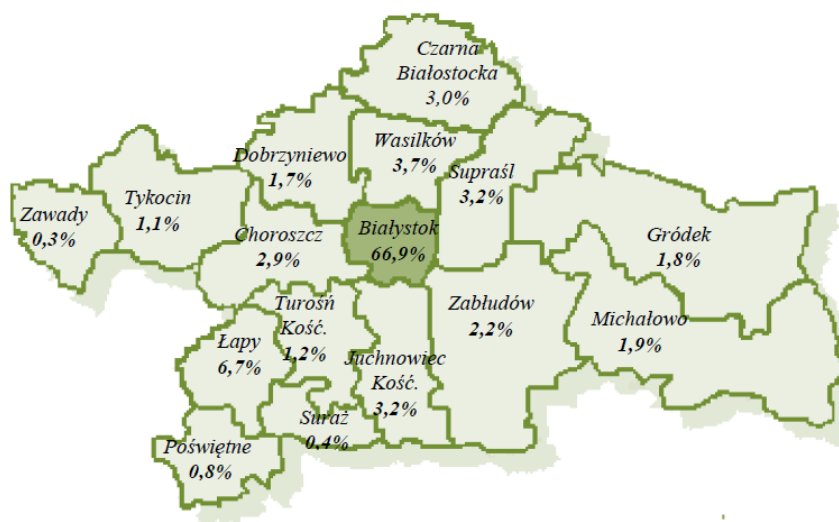 Czarna
Białostocka
3,0%
Wasilków
3,7%
Dobrzyniewo
1,7%
Supraśl
3,2%
Tykocin
1,1%
Zawady
0,3%
Choroszcz
2,9%
Białystok
66,9%
Gródek
1,8%
Turośń
Kość.
1,2%
Zabłudów
2,2%
Michałowo
1,9%
Łapy
6,7%
Juchnowiec
Kość.
3,2%
Suraż
0,4%
Poświętne
0,8%